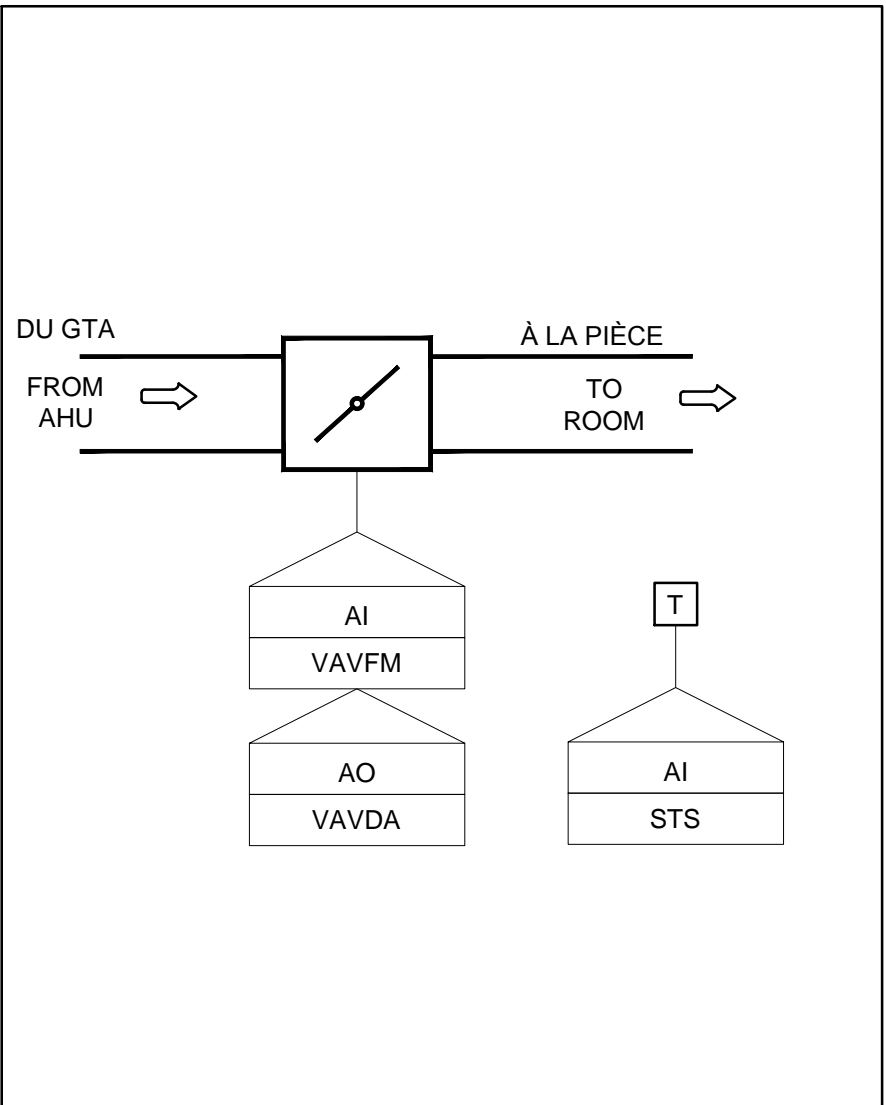 DU GTA
FROM
AHU
À LA PIÈCE
TO
ROOM
AI
VAVFM
AO
VAVDA
T
AI
STS